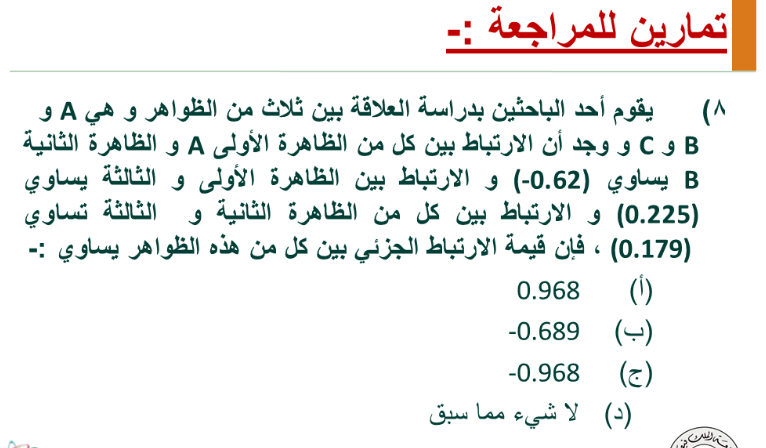 تمارين للمراجعة :-
٨) يقوم أحد الباحثين بدراسة العلاقة بين ثلاث من الظواهر و هي A و
B و C و وجد أن الارتباط بين كل من الظاهرة الأولى A و الظاهرة الثانية
B يساوي (0.62-) و الارتباط بين الظاهرة الأولى و الثالثة يساوي
(0.225) و الارتباط بين كل من الظاهرة الثانية و الثالثة تساوي
(0.179) ، فإن قيمة الارتباط الجزئي بين كل من هذه الظواهر يساوي :-
(أ) 0.968
(ب) 0.689-
(ج) 0.968-
(د) لا شيء مما سبق